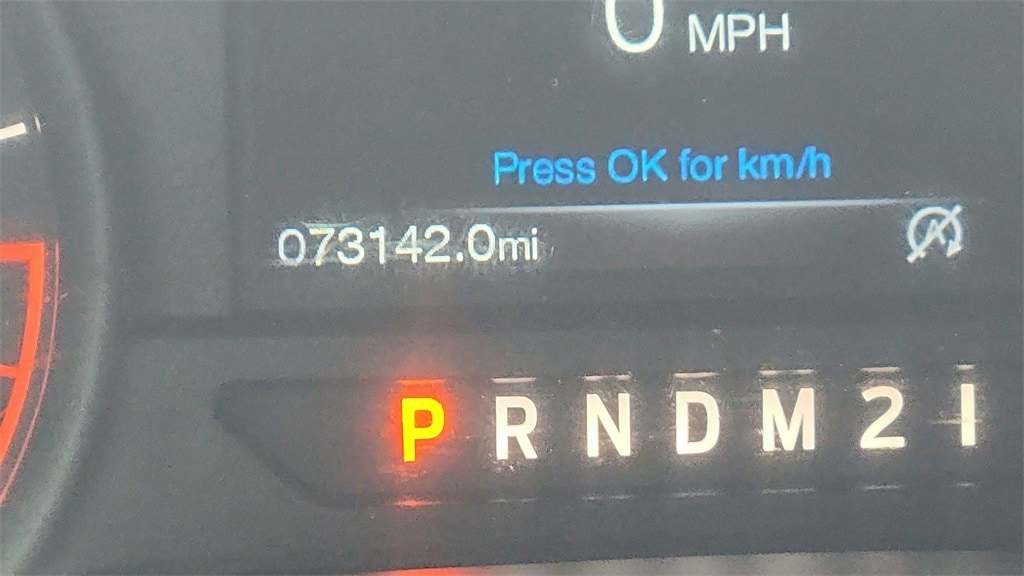 0 MPH
Press OK for km/h
073142.0mi
P R N D M 2 1